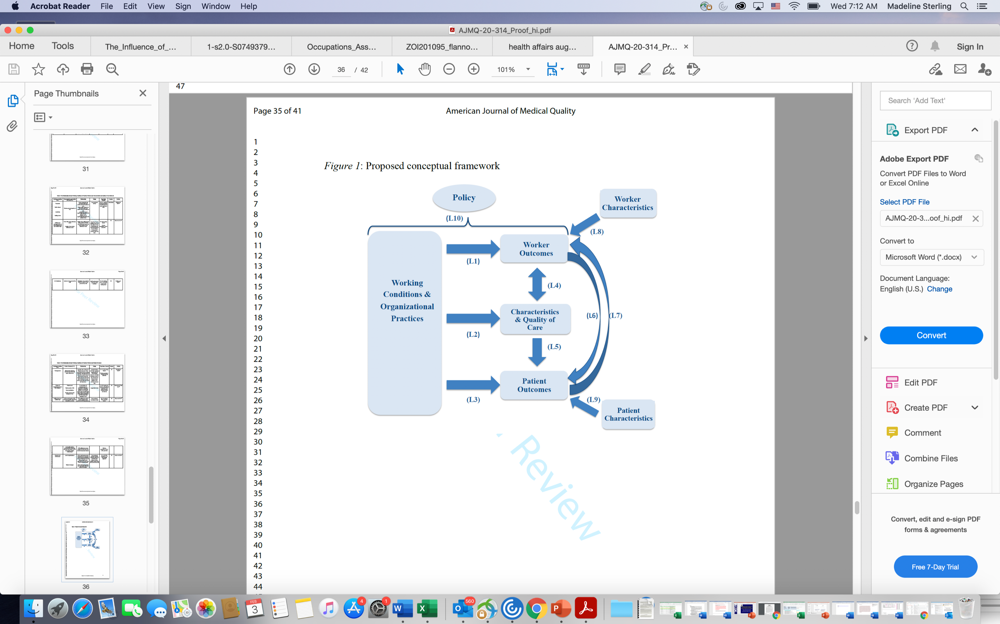 Acrobat Reader File Edit View Sign Window Help
Wed 7:12 AM Madeline Sterling
AJMQ-20-314_Proof_hi.pdf
Home Tools
The_Influence_of_...
1-s2.0-S0749379...
Occupations_Ass...
ZOI201095_flanno...
health affairs aug...
AJMQ-20-314_Pr...
Sign In
36 / 42
101%
Page Thumbnails
31
32
33
34
35
36
47
Page 35 of 41
American Journal of Medical Quality
1
2
3
4
5
6
7
8
9
10
11
12
13
14
15
16
17
18
19
20
21
22
23
24
25
26
27
28
29
30
31
32
33
34
35
36
37
38
39
40
41
42
43
44
Figure 1: Proposed conceptual framework
Policy
(L10)
Worker
Characteristics
(L8)
Working
Conditions &
Organizational
Practices
(L1)
Worker
Outcomes
(L4)
(L2)
Characteristics
& Quality of
Care
(L6)
(L7)
(L5)
(L3)
Patient
Outcomes
(L9)
Patient
Characteristics
Review
Search 'Add Text'
Export PDF
Adobe Export PDF
Convert PDF Files to Word
or Excel Online
Select PDF File
AJMQ-20-3...oof_hi.pdf
Convert to
Microsoft Word (*.docx)
Document Language:
English (U.S.) Change
Convert
Edit PDF
Create PDF
Comment
Combine Files
Organize Pages
Convert, edit and e-sign PDF
forms & agreements
Free 7-Day Trial
FEB
3
4
1
560